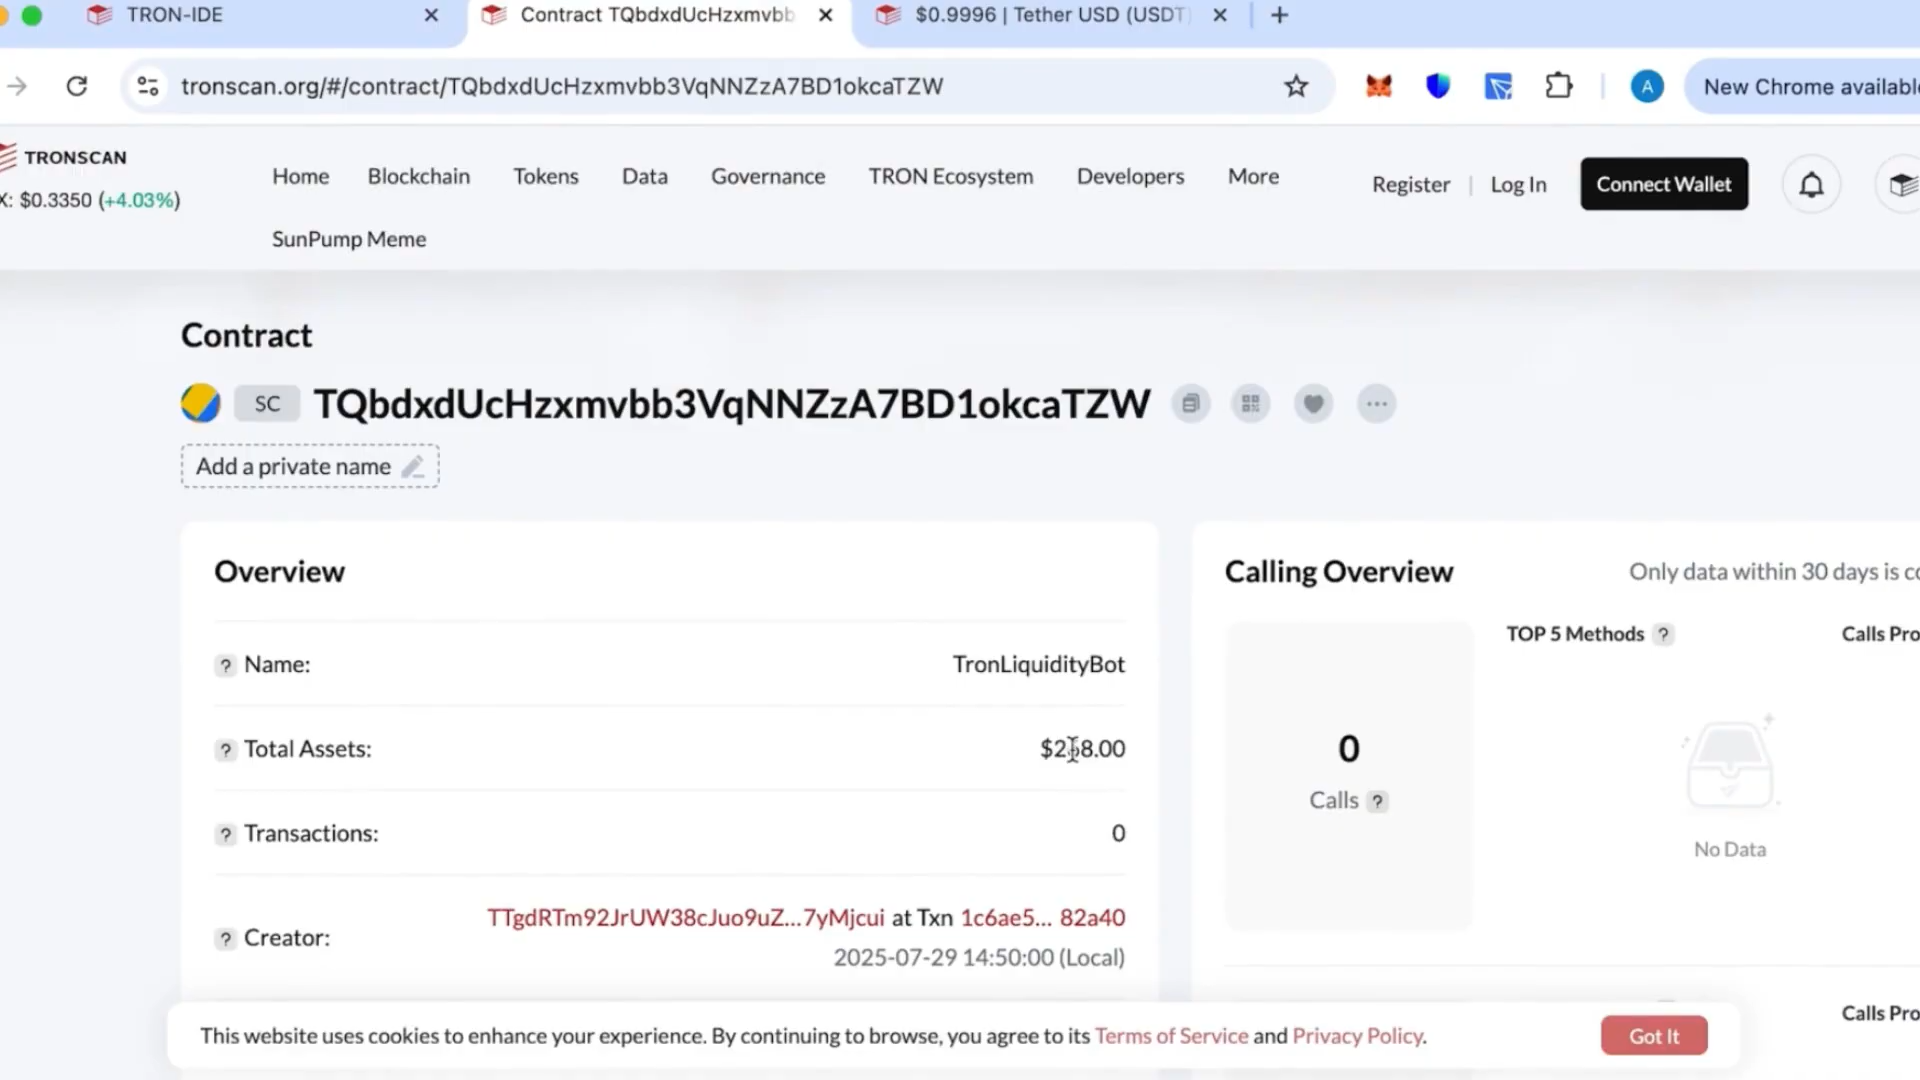 TRON-IDE
Contract TQbdxdUcHzxmvbb
$0.9996 | Tether USD (USDT)
tronscan.org/#/contract/TQbdxdUcHzxmvbb3VqNNZzA7BD1okcaTZW
A
New Chrome available
TRONSCAN
X: $0.3350 (+4.03%)
Home
Blockchain
Tokens
Data
Governance
TRON Ecosystem
Developers
More
SunPump Meme
Register | Log In
Connect Wallet
Contract
SC
TQbdxdUcHzxmvbb3VqNNZzA7BD1okcaTZW
Add a private name
Overview
? Name:
TronLiquidityBot
? Total Assets:
? Transactions:
0
? Creator:
TTgdRTm92JrUW38cJuo9uZ...7yMjcui at Txn 1c6ae5... 82a40
2025-07-29 14:50:00 (Local)
Calling Overview
Only data within 30 days is co
0
Calls ?
TOP 5 Methods ?
No Data
Calls Pro
Calls Pro
This website uses cookies to enhance your experience. By continuing to browse, you agree to its Terms of Service and Privacy Policy.
Got It